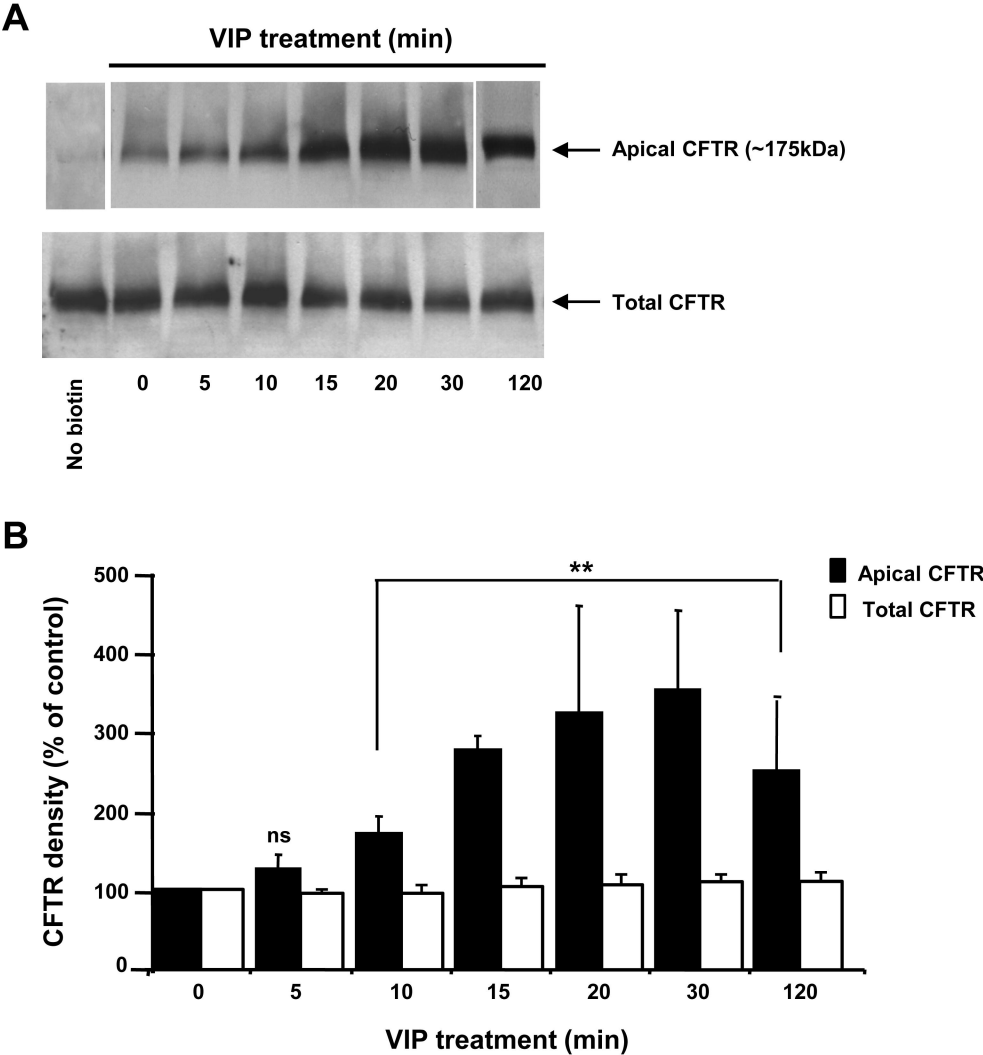 A
VIP treatment (min)
Apical CFTR (~175kDa)
Total CFTR
No biotin
0 5 10 15 20 30 120
B
**
Apical CFTR
Total CFTR
500
400
300
200
100
0
ns
CFTR density (% of control)
0 5 10 15 20 30 120
VIP treatment (min)